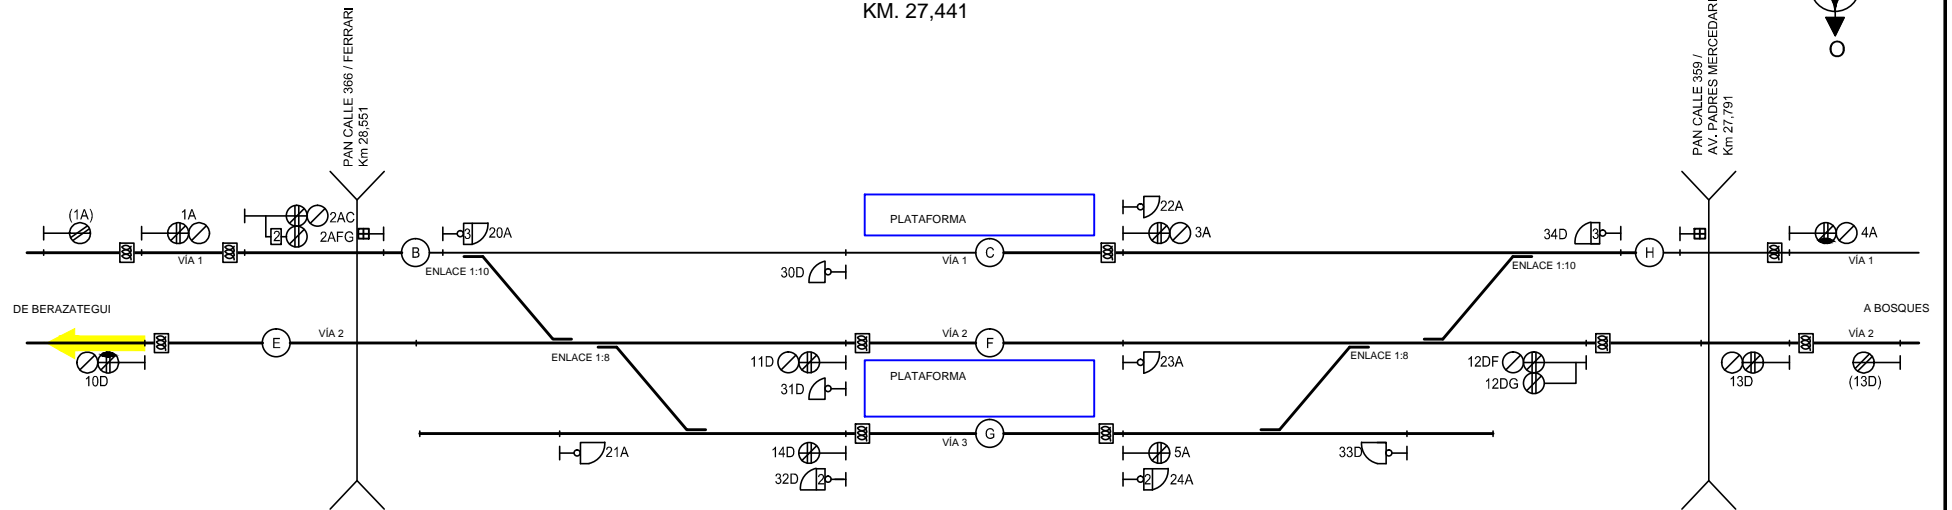 KM. 27,441
O
PAN CALLE 366 / FERRARI
Km 28,551
PAN CALLE 359 /
AV. PADRES MERCEDARI
Km 27,791
(1A)
1A
2AC
2
2AFG
3
20A
PLATAFORMA
22A
3A
34D
3
4A
VÍA 1
B
ENLACE 1:10
30D
VÍA 1
C
ENLACE 1:10
H
VÍA 1
DE BERAZATEGUI
A BOSQUES
E
VÍA 2
ENLACE 1:8
VÍA 2
F
ENLACE 1:8
VÍA 2
10D
11D
31D
PLATAFORMA
23A
12DF
12DG
13D
(13D)
VÍA 3
G
21A
14D
32D
2
5A
2
24A
33D